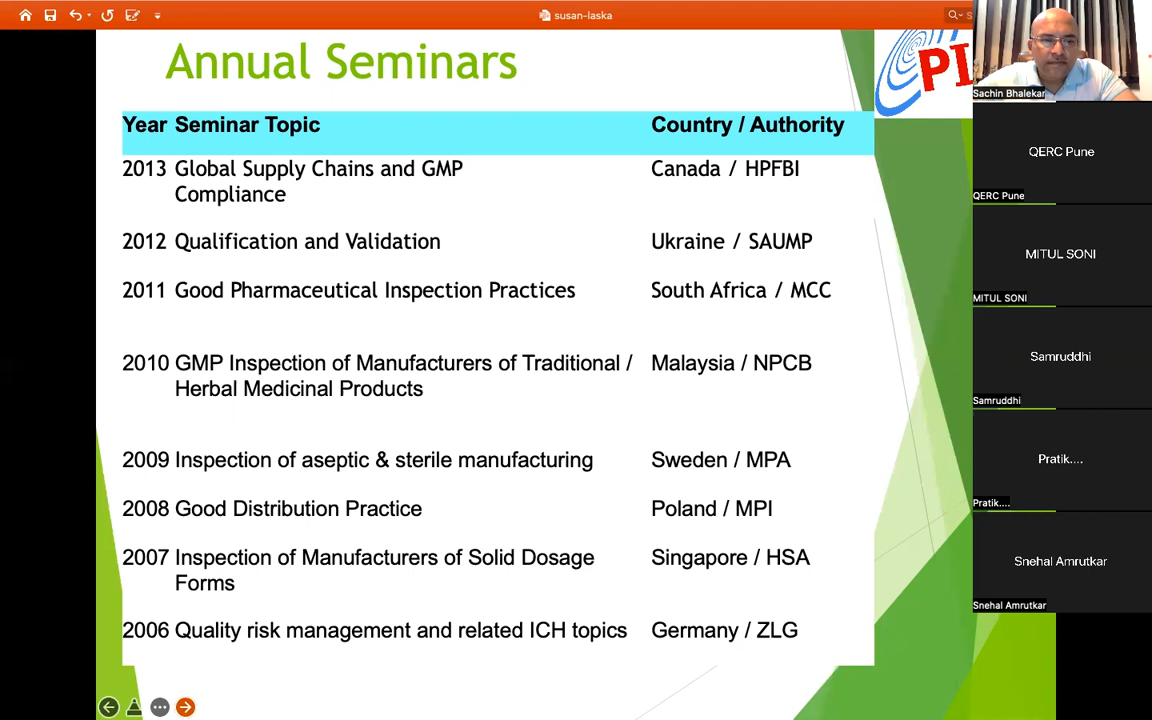 susan-laska
S
Annual Seminars
PI
Year Seminar Topic Country / Authority
2013 Global Supply Chains and GMP Canada / HPFBI
Compliance
2012 Qualification and Validation Ukraine / SAUMP
2011 Good Pharmaceutical Inspection Practices South Africa / MCC
2010 GMP Inspection of Manufacturers of Traditional / Malaysia / NPCB
Herbal Medicinal Products
2009 Inspection of aseptic & sterile manufacturing Sweden / MPA
2008 Good Distribution Practice Poland / MPI
2007 Inspection of Manufacturers of Solid Dosage Singapore / HSA
Forms
2006 Quality risk management and related ICH topics Germany / ZLG
Sachin Bhalekar
QERC Pune
QERC Pune
MITUL SONI
MITUL SONI
Samruddhi
Samruddhi
Pratik....
Pratik....
Snehal Amrutkar
Snehal Amrutkar